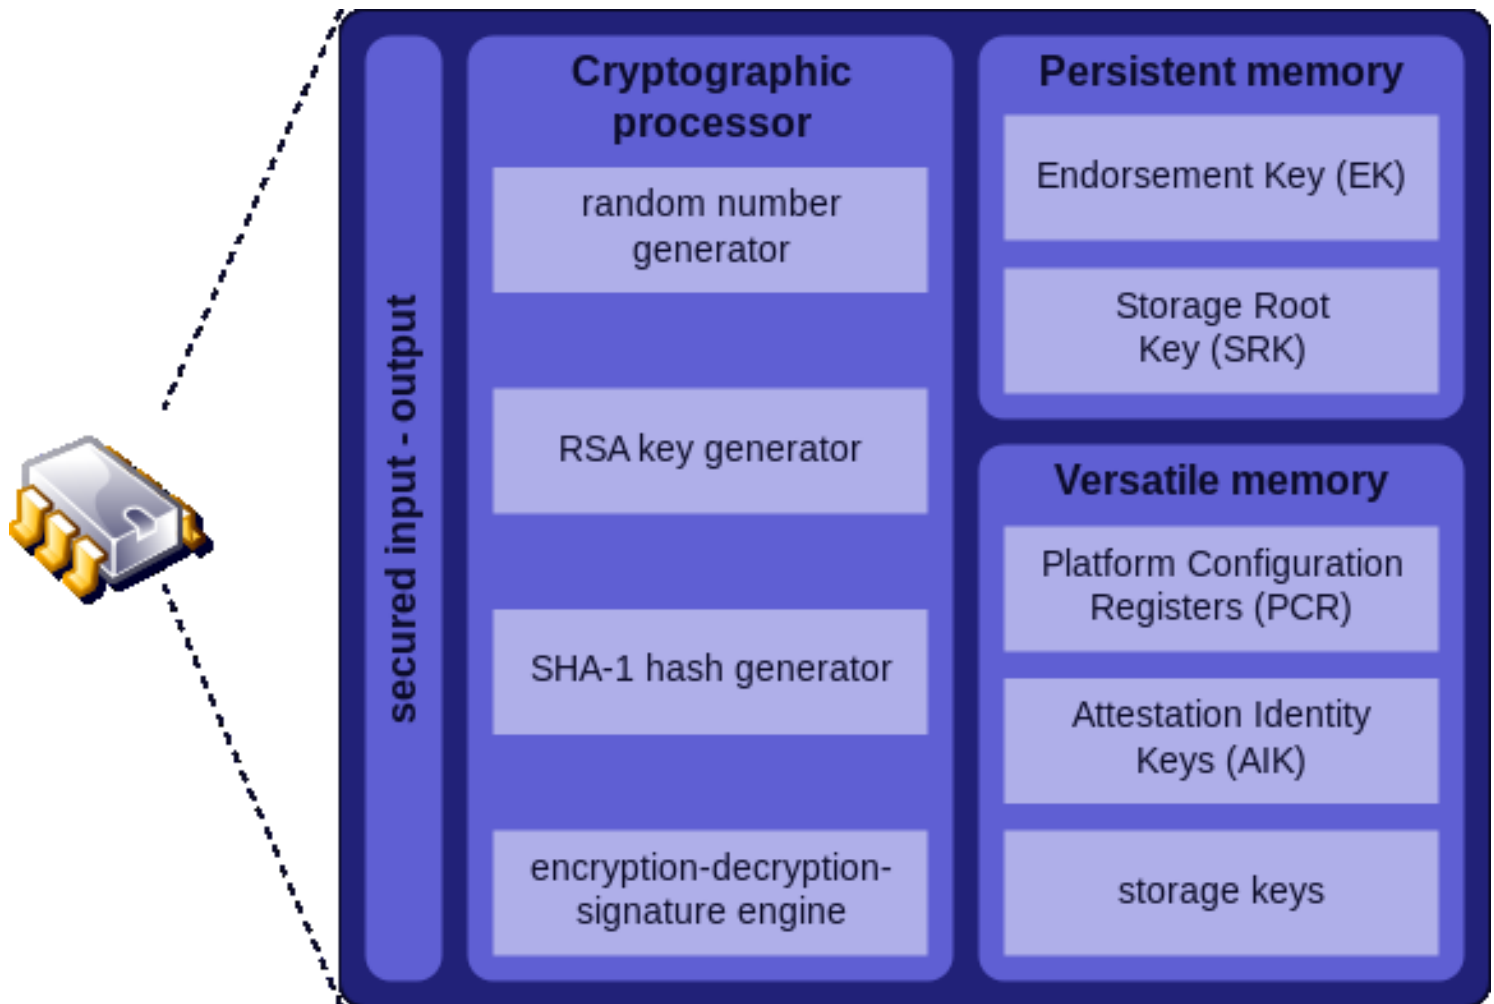 secured input - output
Cryptographic
processor
random number
generator
RSA key generator
SHA-1 hash generator
encryption-decryption-
signature engine
Persistent memory
Endorsement Key (EK)
Storage Root
Key (SRK)
Versatile memory
Platform Configuration
Registers (PCR)
Attestation Identity
Keys (AIK)
storage keys